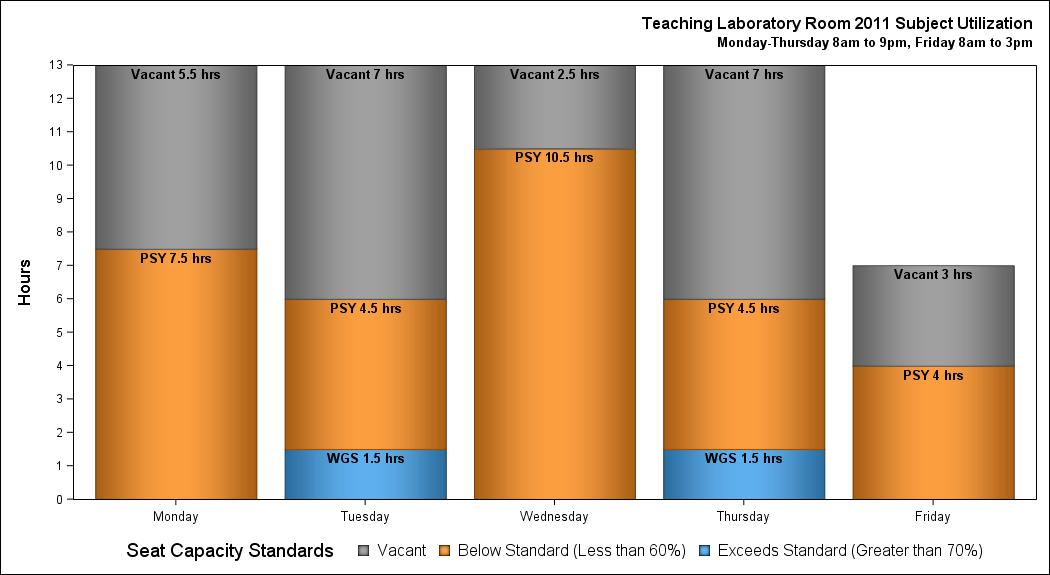 Teaching Laboratory Room 2011 Subject Utilization
Monday-Thursday 8am to 9pm, Friday 8am to 3pm
Hours
13
12
11
10
9
8
7
6
5
4
3
2
1
0
Vacant 5.5 hrs
PSY 7.5 hrs
Vacant 7 hrs
PSY 4.5 hrs
WGS 1.5 hrs
Vacant 2.5 hrs
PSY 10.5 hrs
Vacant 7 hrs
PSY 4.5 hrs
WGS 1.5 hrs
Vacant 3 hrs
PSY 4 hrs
Monday
Tuesday
Wednesday
Thursday
Friday
Seat Capacity Standards
Vacant
Below Standard (Less than 60%)
Exceeds Standard (Greater than 70%)